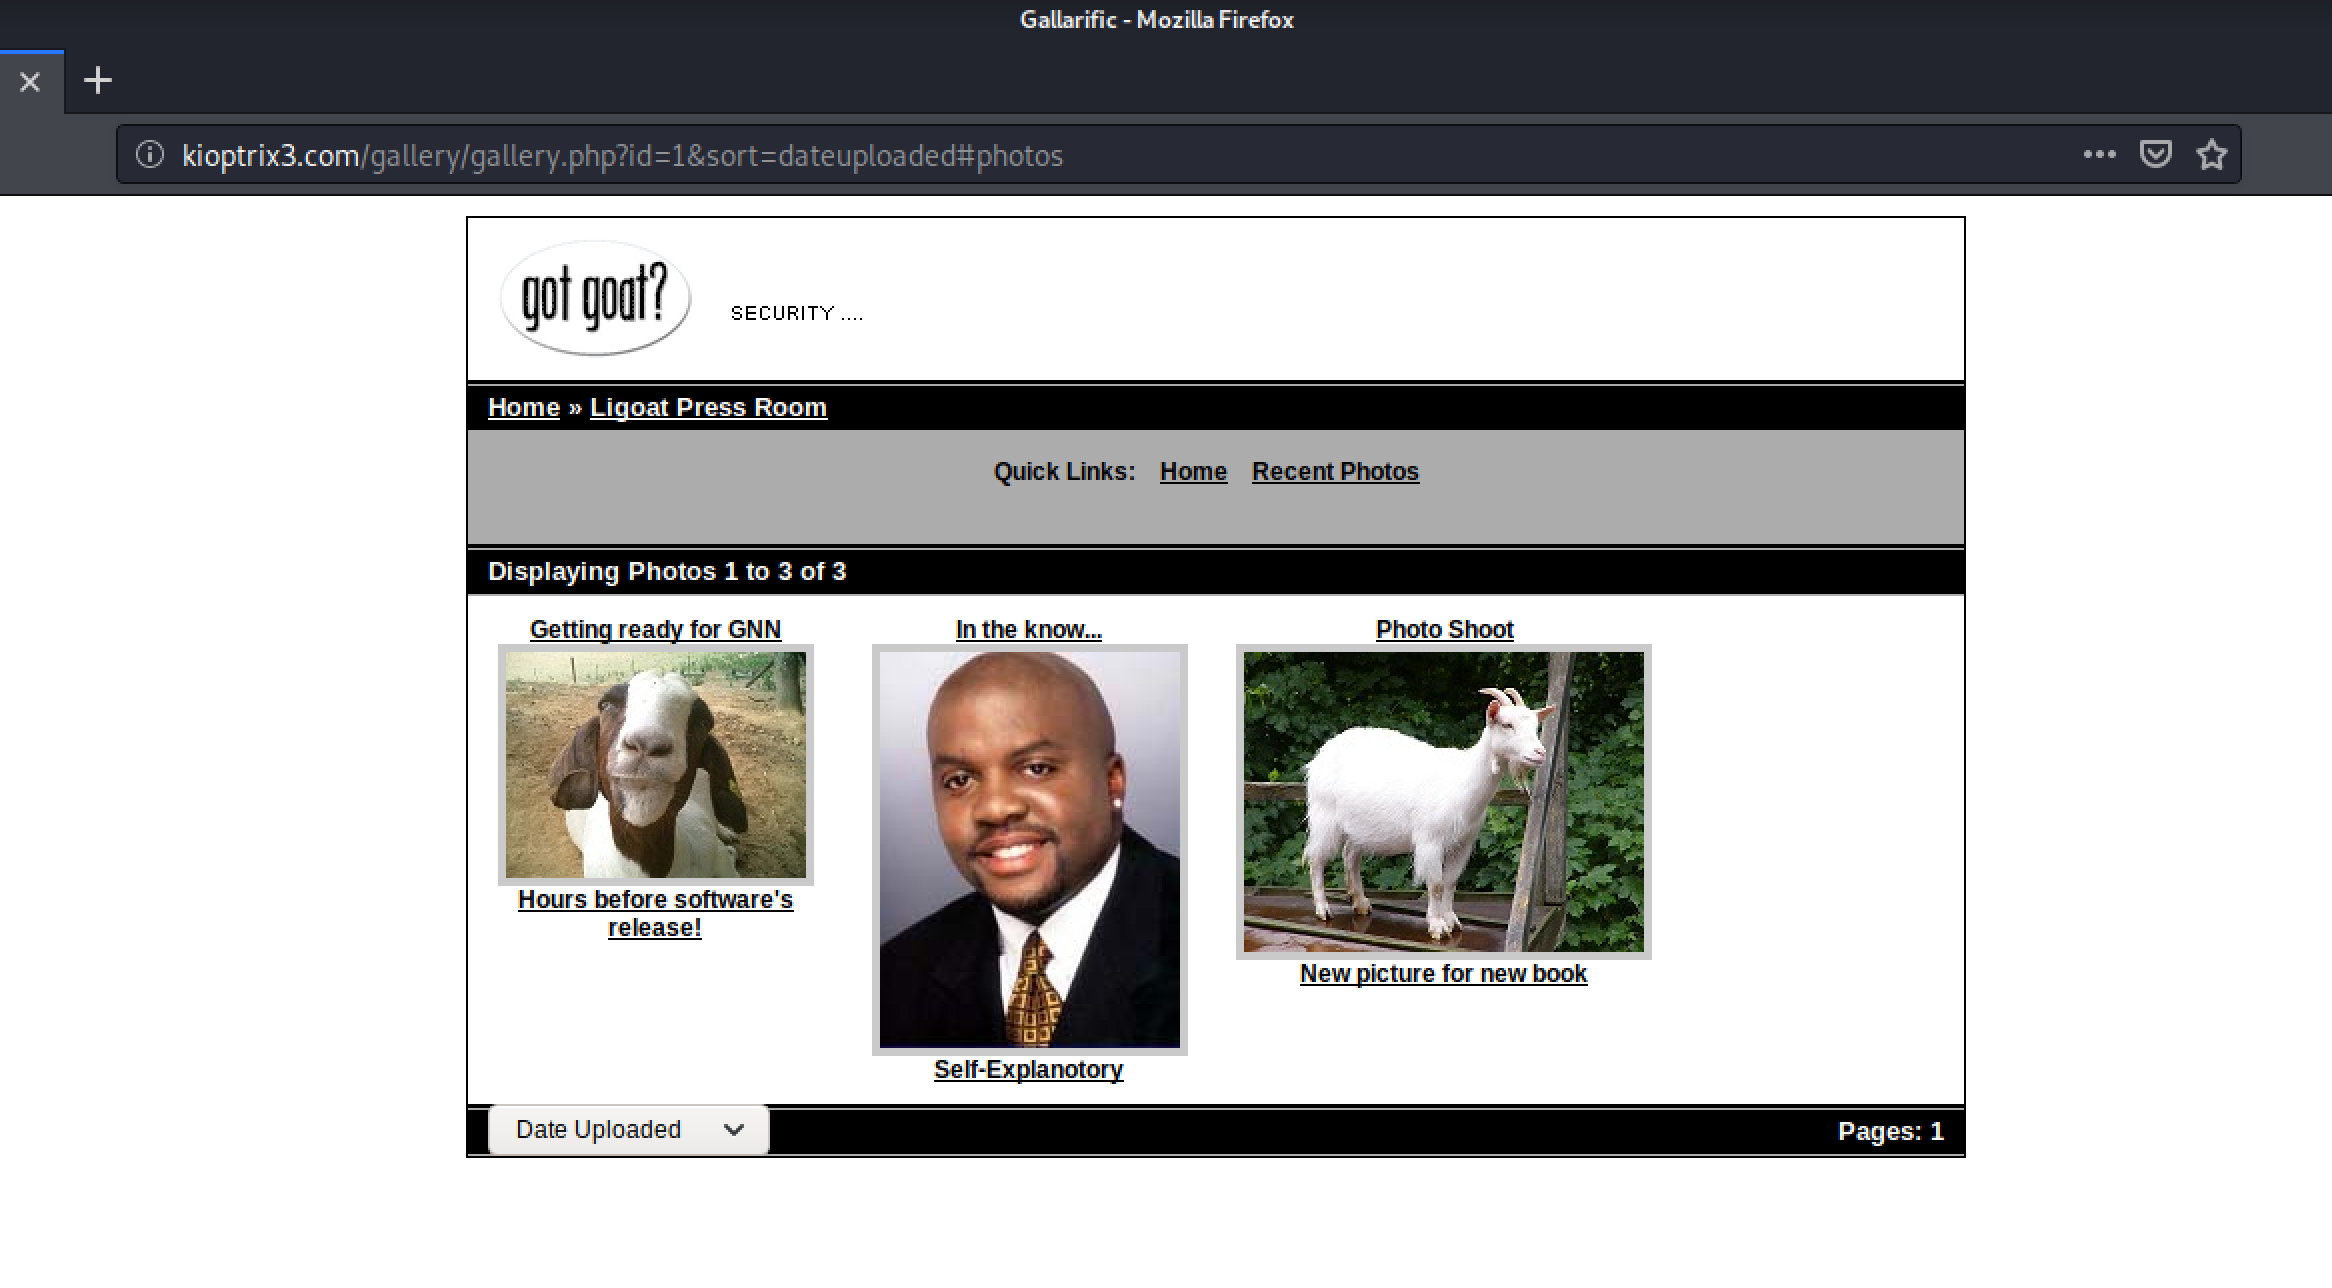 Gallarific - Mozilla Firefox
kioptrix3.com/gallery/gallery.php?id=1&sort=dateuploaded#photos
got goat?
SECURITY ....
Home » Ligoat Press Room
Quick Links: Home Recent Photos
Displaying Photos 1 to 3 of 3
Getting ready for GNN
Hours before software's
release!
In the know...
Self-Explanotory
Photo Shoot
New picture for new book
Date Uploaded
Pages: 1